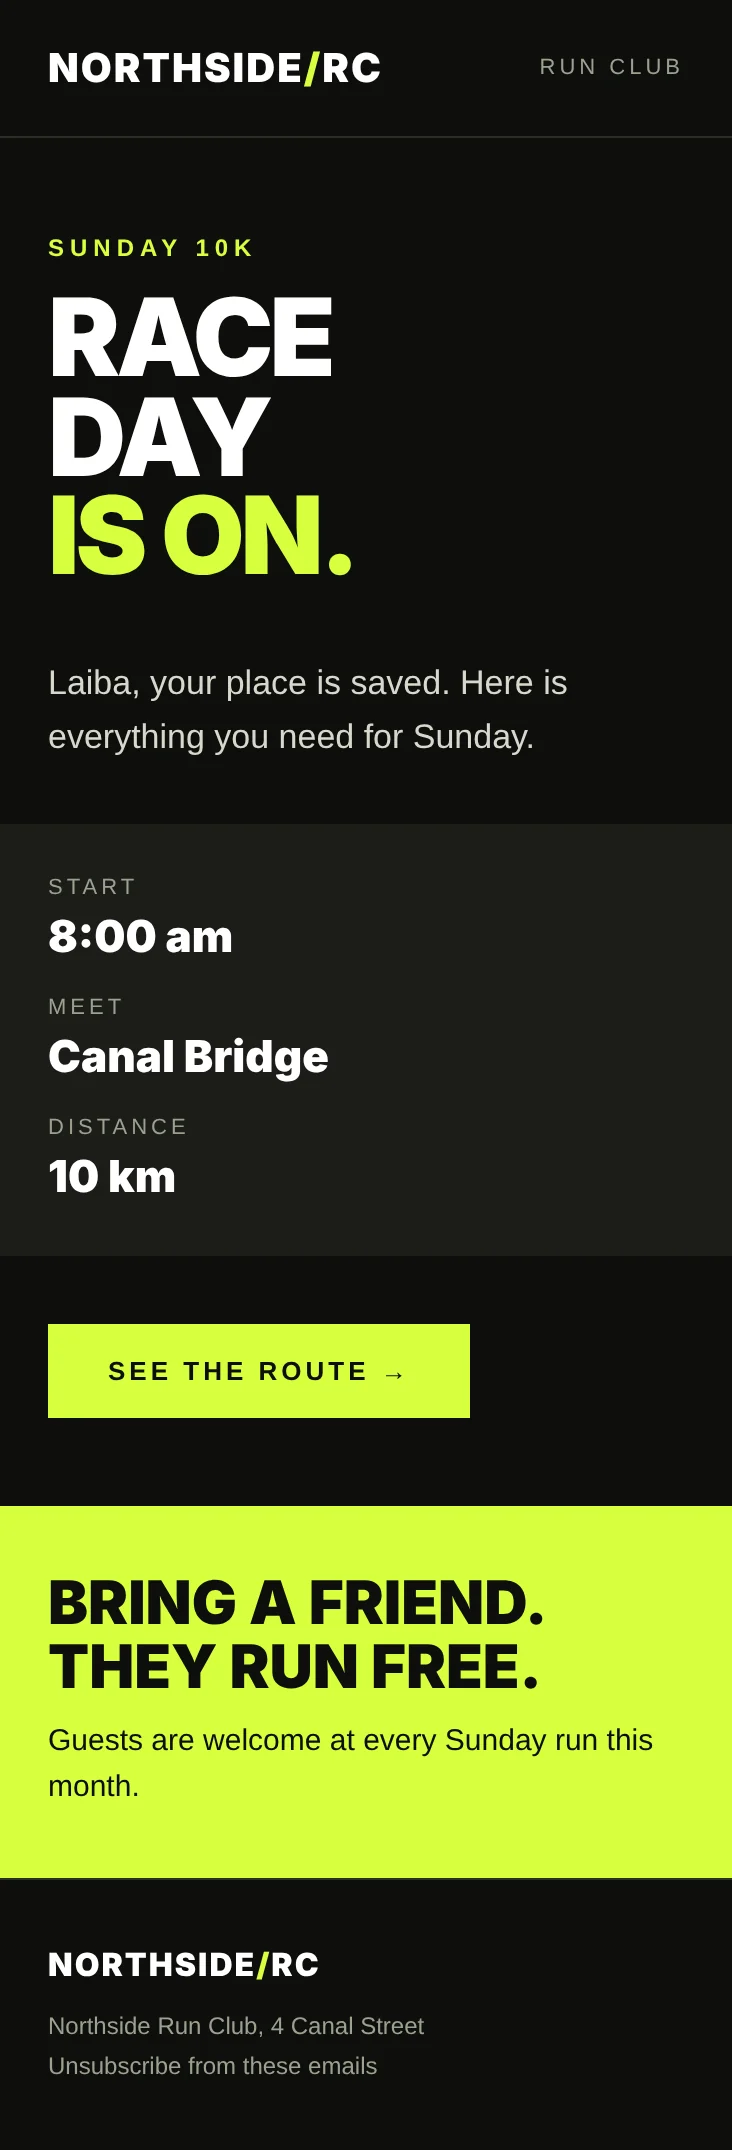 NORTHSIDE/RC
RUN CLUB
SUNDAY 10K
RACE
DAY
IS ON.
Laiba, your place is saved. Here is
everything you need for Sunday.
START
8:00 am
MEET
Canal Bridge
DISTANCE
10 km
SEE THE ROUTE →
BRING A FRIEND.
THEY RUN FREE.
Guests are welcome at every Sunday run this
month.
NORTHSIDE/RC
Northside Run Club, 4 Canal Street
Unsubscribe from these emails